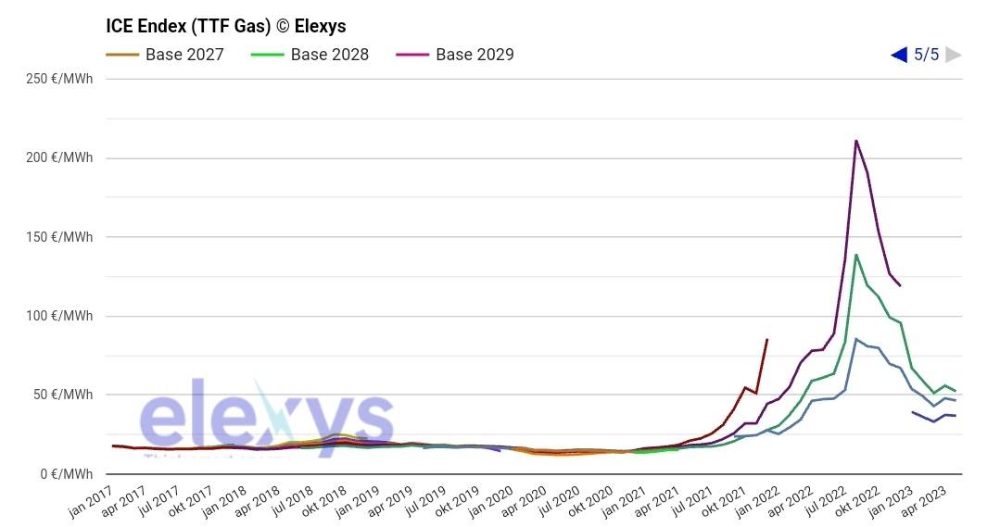 ICE Endex (TTF Gas) © Elexys
Base 2027 Base 2028 Base 2029
5/5
250 €/MWh
200 €/MWh
150 €/MWh
100 €/MWh
50 €/MWh
0 €/MWh
elexys
jan 2017 apr 2017 jul 2017 okt 2017 jan 2018 apr 2018 jul 2018 okt 2018 jan 2019 apr 2019 jul 2019 okt 2019 jan 2020 apr 2020 jul 2020 okt 2020 jan 2021 apr 2021 jul 2021 okt 2021 jan 2022 apr 2022 jul 2022 okt 2022 jan 2023 apr 2023